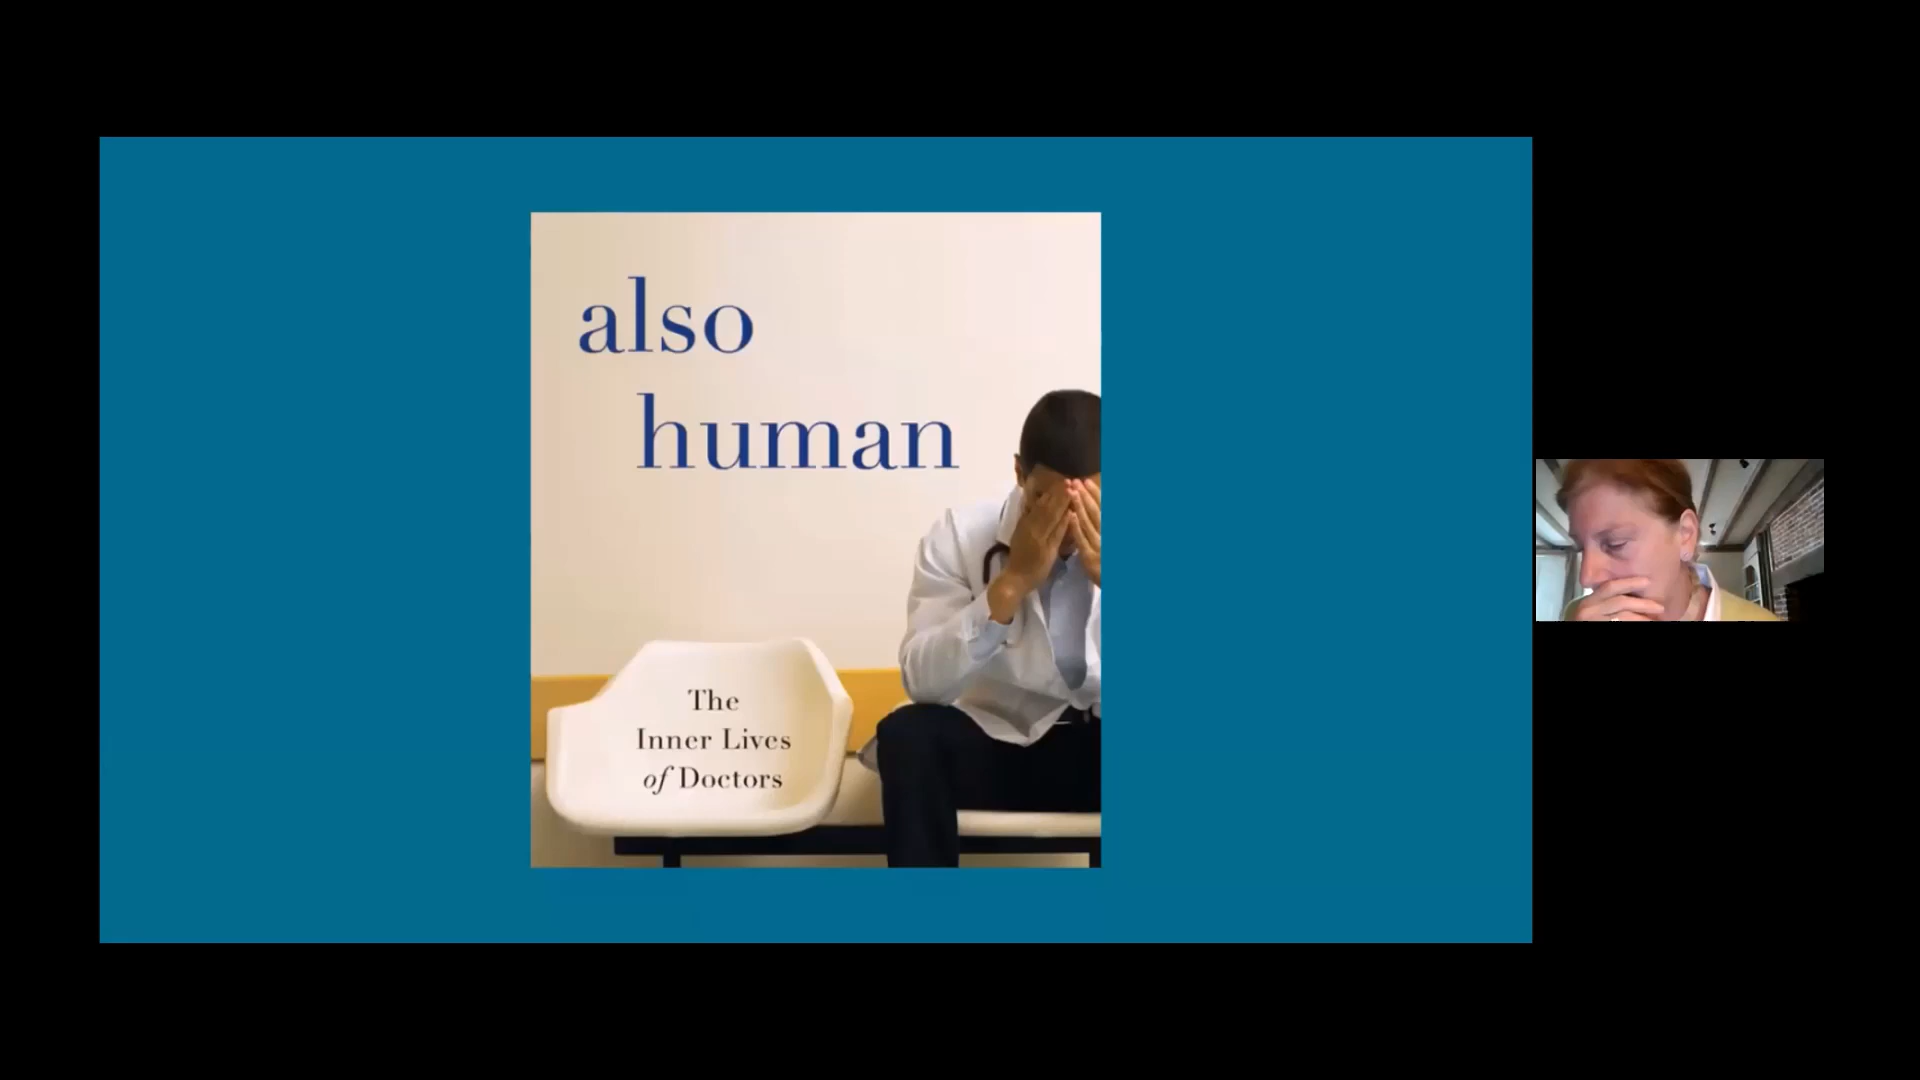 also
human
The
Inner Lives
of Doctors